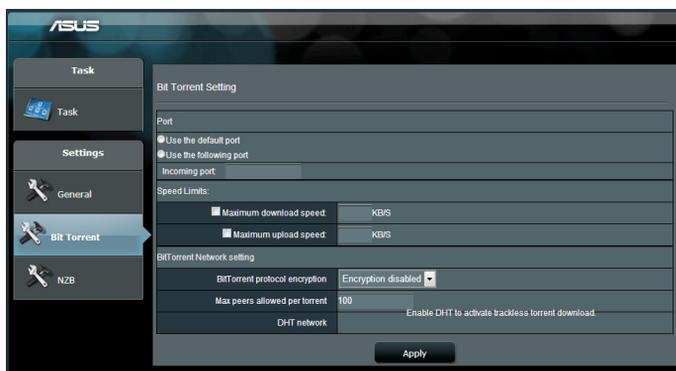 ASUS
Task
Task
Settings
General
Bit Torrent
NZB
Bit Torrent Setting
Port
Use the default port
Use the following port
Incoming port:
Speed Limits:
Maximum download speed: KB/S
Maximum upload speed: KB/S
BitTorrent Network setting
BitTorrent protocol encryption Encryption disabled
Max peers allowed per torrent 100
DHT network Enable DHT to activate trackless torrent download.
Apply